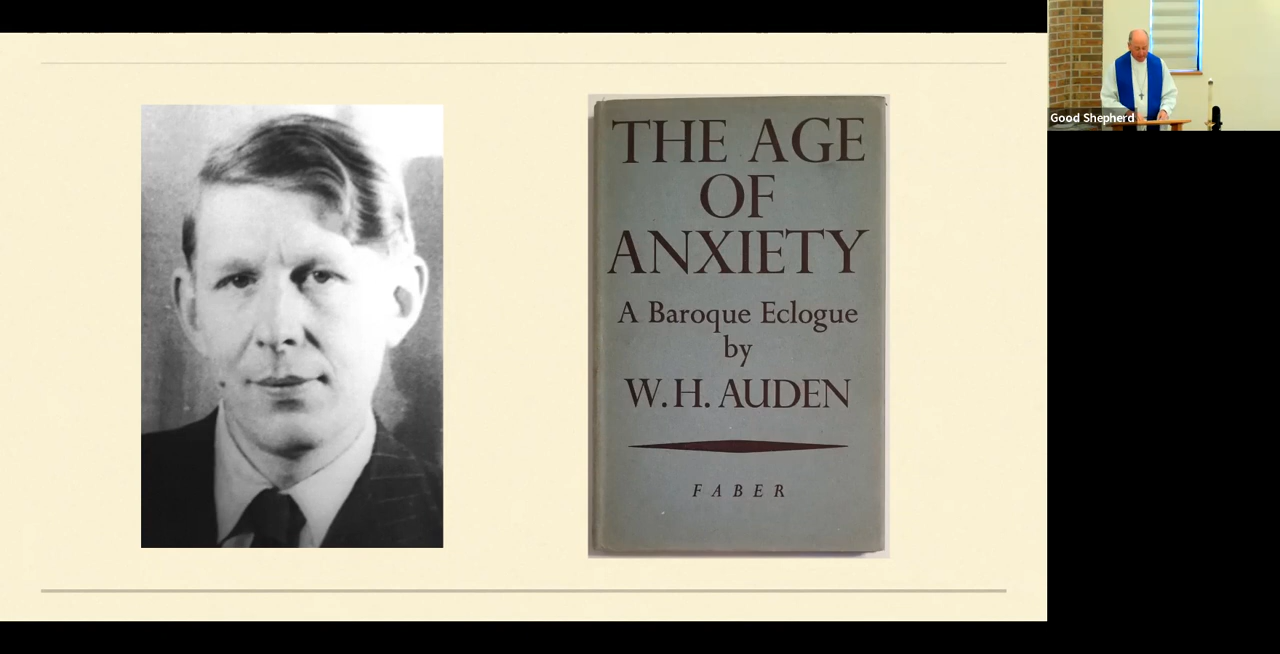 THE AGE
OF
ANXIETY
A Baroque Eclogue
by
W.H. AUDEN
FABER
Good Shepherd